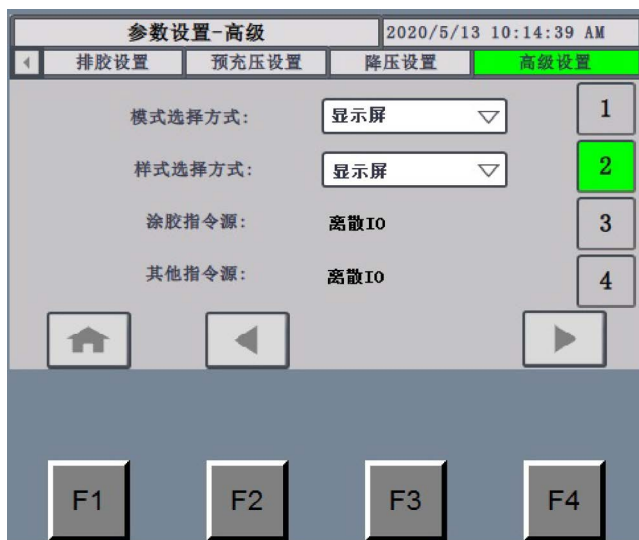 参数设置-高级 2020/5/13 10:14:39 AM
排胶设置 预充压设置 降压设置 高级设置
模式选择方式: 显示屏 1
样式选择方式: 显示屏 2
涂胶指令源: 离散IO 3
其他指令源: 离散IO 4
F1 F2 F3 F4